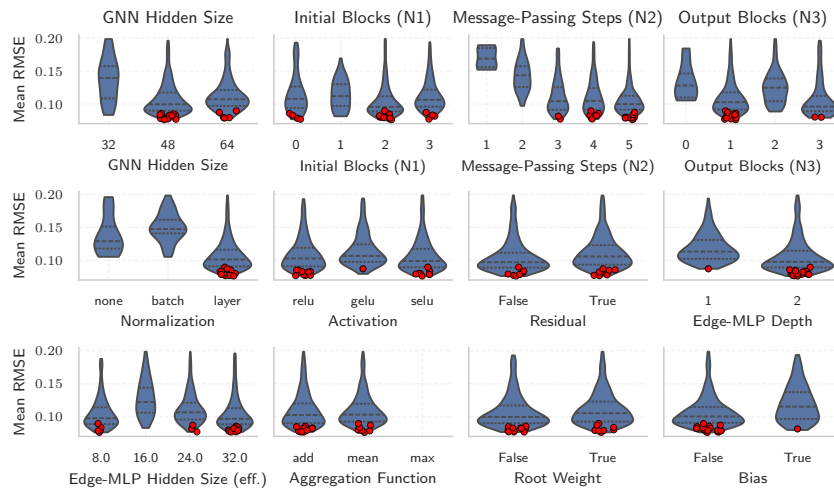 GNN Hidden Size Initial Blocks (N1) Message-Passing Steps (N2) Output Blocks (N3)
Mean RMSE
0.20
0.15
0.10
32 48 64 0 1 2 3 1 2 3 4 5 0 1 2 3
GNN Hidden Size Initial Blocks (N1) Message-Passing Steps (N2) Output Blocks (N3)
Mean RMSE
0.20
0.15
0.10
none batch layer relu gelu selu False True 1 2
Normalization Activation Residual Edge-MLP Depth
Mean RMSE
0.20
0.15
0.10
8.0 16.0 24.0 32.0 add mean max False True False True
Edge-MLP Hidden Size (eff.) Aggregation Function Root Weight Bias